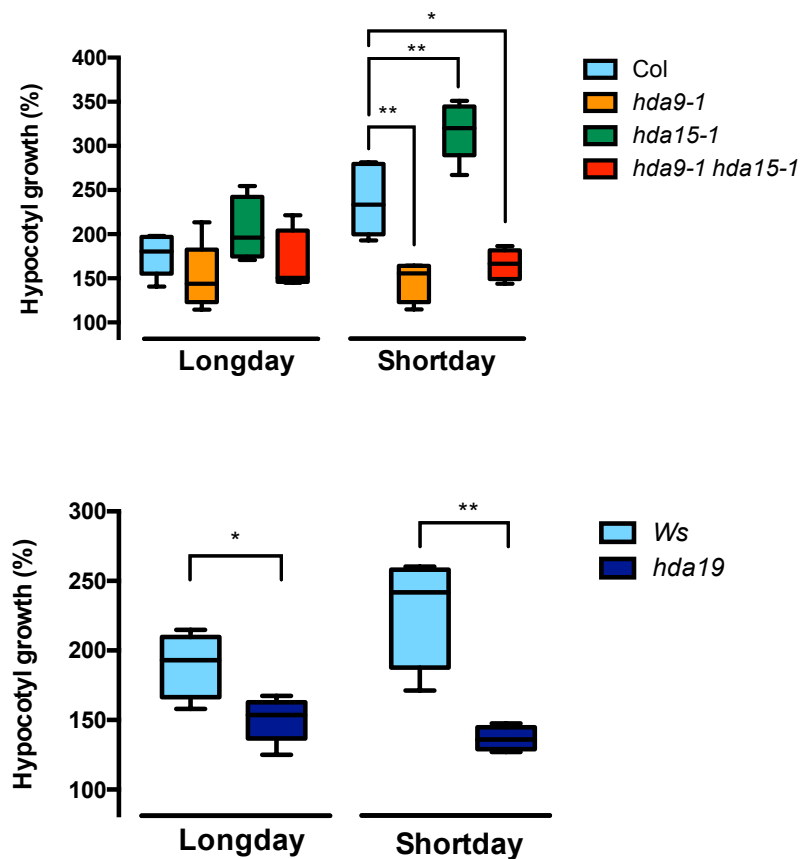 Hypocotyl growth (%)
400
350
300
250
200
150
100
*
**
**
Longday
Shortday
Col
hda9-1
hda15-1
hda9-1 hda15-1
Hypocotyl growth (%)
300
250
200
150
100
*
**
Longday
Shortday
Ws
hda19